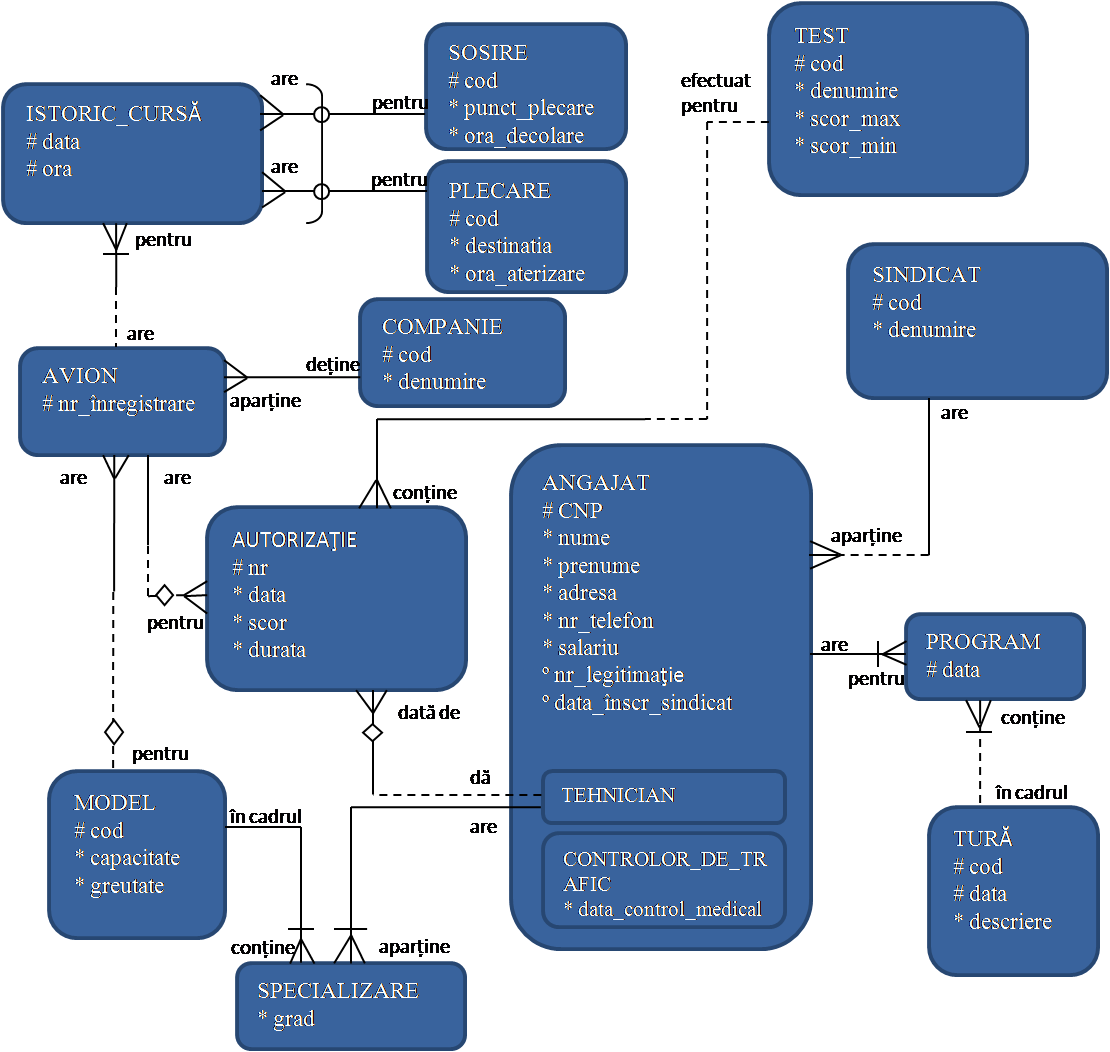 ISTORIC_CURSĂ
# data
# ora
are
pentru
are
pentru
SOSIRE
# cod
* punct_plecare
* ora_decolare
PLECARE
# cod
* destinatia
* ora_aterizare
efectuat
pentru
TEST
# cod
* denumire
* scor_max
* scor_min
pentru
are
AVION
# nr_înregistrare
deține
aparține
COMPANIE
# cod
* denumire
SINDICAT
# cod
* denumire
are
are
are
conține
AUTORIZAŢIE
# nr
* data
* scor
* durata
pentru
dată de
ANGAJAT
# CNP
* nume
* prenume
* adresa
* nr_telefon
* salariu
º nr_legitimaţie
º data_înscr_sindicat
aparține
are
pentru
PROGRAM
# data
conține
în cadrul
TURĂ
# cod
# data
* descriere
dă
are
TEHNICIAN
CONTROLOR_DE_TR
AFIC
* data_control_medical
pentru
MODEL
# cod
* capacitate
* greutate
în cadrul
conține
aparține
SPECIALIZARE
* grad